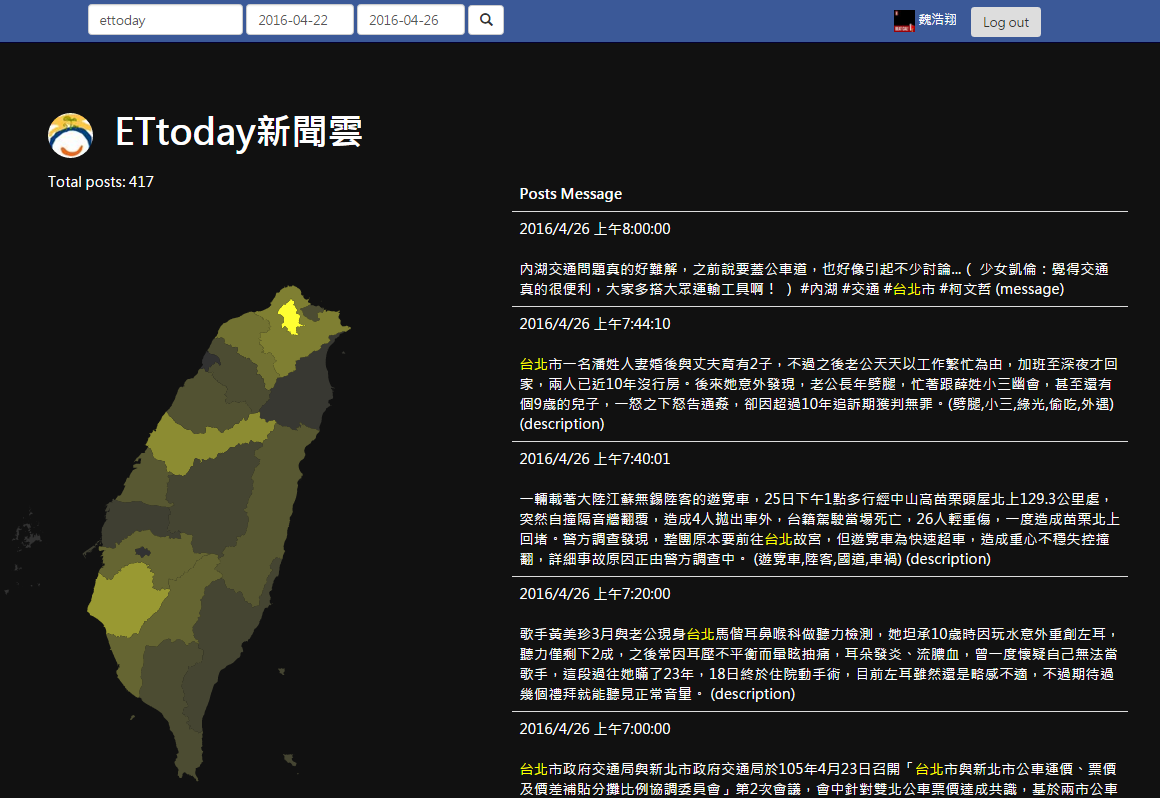 ettoday
2016-04-22
2016-04-26
魏浩翔
Log out
ETtoday新聞雲
Total posts: 417
Posts Message
2016/4/26 上午8:00:00
內湖交通問題真的好難解，之前說要蓋公車道，也好像引起不少討論...（ 少女凱倫：覺得交通
真的很便利，大家多搭大眾運輸工具啊！ ） #內湖 #交通 #台北市 #柯文哲 (message)
2016/4/26 上午7:44:10
台北市一名潘姓人妻婚後與丈夫育有2子，不過之後老公天天以工作繁忙為由，加班至深夜才回
家，兩人已近10年沒行房。後來她意外發現，老公長年劈腿，忙著跟薛姓小三幽會，甚至還有
個9歲的兒子，一怒之下怒告通姦，卻因超過10年追訴期獲判無罪。(劈腿,小三,綠光,偷吃,外遇)
(description)
2016/4/26 上午7:40:01
一輛載著大陸江蘇無錫陸客的遊覽車，25日下午1點多行經中山高苗栗頭屋北上129.3公里處，
突然自撞隔音牆翻覆，造成4人拋出車外，台籍駕駛當場死亡，26人輕重傷，一度造成苗栗北上
回堵。警方調查發現，整團原本要前往台北故宮，但遊覽車為快速超車，造成重心不穩失控撞
翻，詳細事故原因正由警方調查中。 (遊覽車,陸客,國道,車禍) (description)
2016/4/26 上午7:20:00
歌手黃美珍3月與老公現身台北馬偕耳鼻喉科做聽力檢測，她坦承10歲時因玩水意外重創左耳，
聽力僅剩下2成，之後常因耳壓不平衡而暈眩抽痛，耳朵發炎、流膿血，曾一度懷疑自己無法當
歌手，這段過往她瞞了23年，18日終於住院動手術，目前左耳雖然還是略感不適，不過期待過
幾個禮拜就能聽見正常音量。 (description)
2016/4/26 上午7:00:00
台北市政府交通局與新北市政府交通局於105年4月23日召開「台北市與新北市公車運價、票價
及價差補貼分攤比例協調委員會」第2次會議，會中針對雙北公車票價達成共識，基於兩市公車